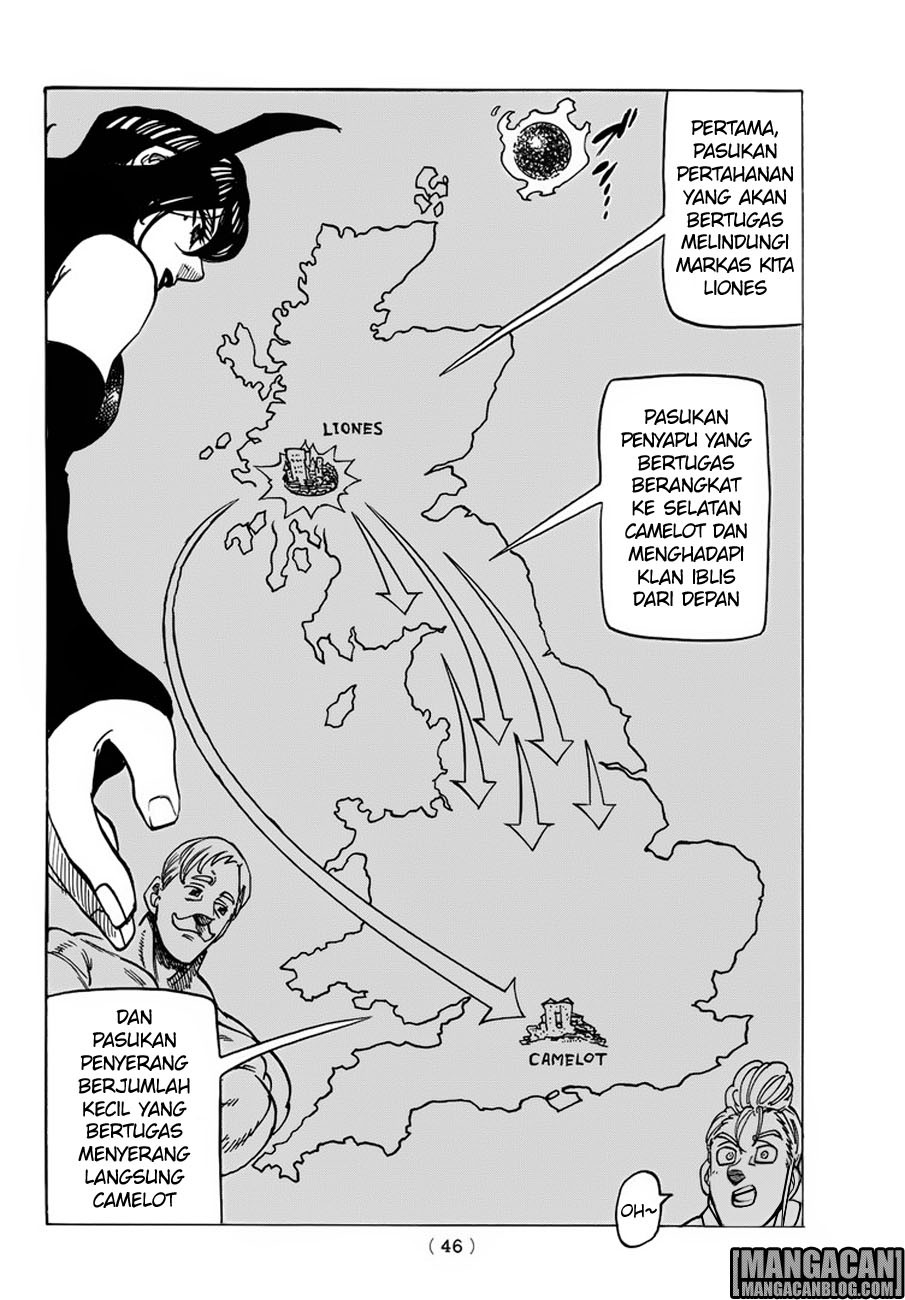 PERTAMA,
PASUKAN
PERTAHANAN
YANG AKAN
BERTUGAS
MELINDUNGI
MARKAS KITA
LIONES
PASUKAN
PENYAPU YANG
BERTUGAS
BERANGKAT
KE SELATAN
CAMELOT DAN
MENGHADAPI
KLAN IBLIS
DARI DEPAN
LIONES
CAMELOT
DAN
PASUKAN
PENYERANG
BERJUMLAH
KECIL YANG
BERTUGAS
MENYERANG
LANGSUNG
CAMELOT
OH~
( 46 )
[MANGACAN]
MANGACANBLOG.COM